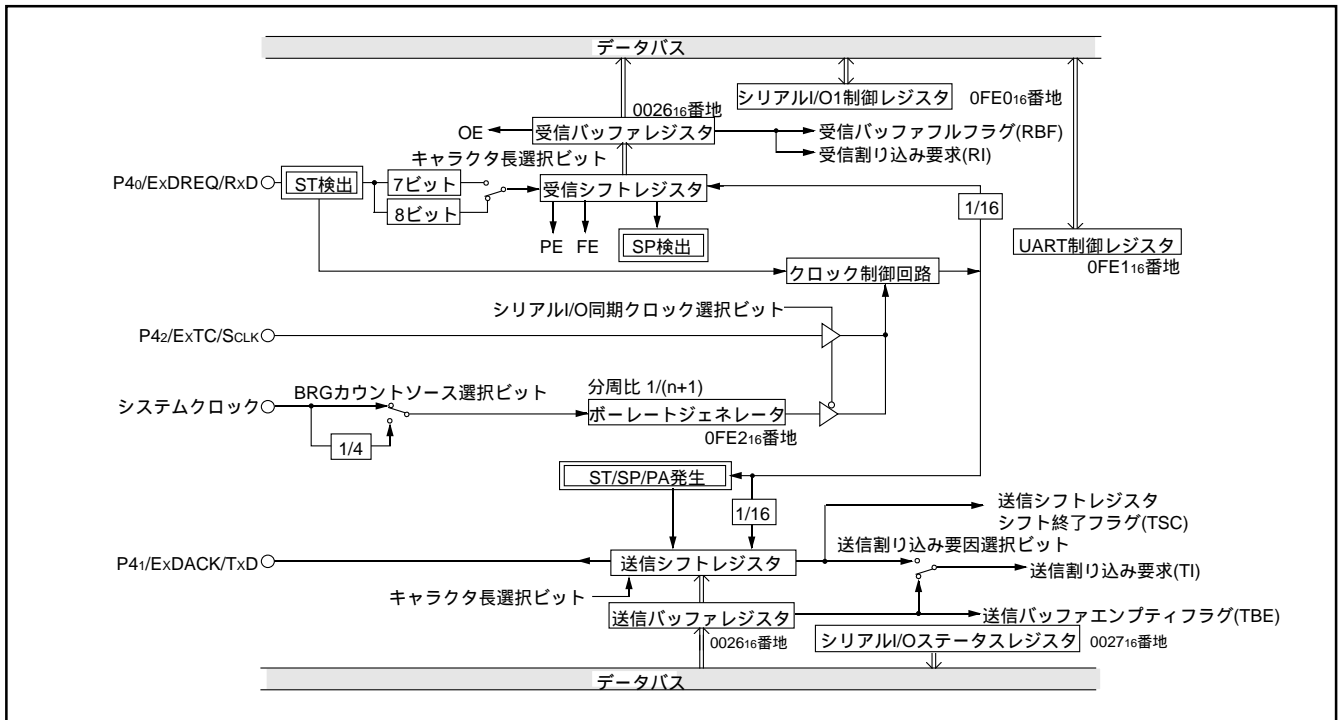 データバス
シリアルI/O1制御レジスタ 0FE016番地
002616番地
OE 受信バッファレジスタ 受信バッファフルフラグ(RBF)
受信割り込み要求(RI)
キャラクタ長選択ビット
P40/EXDREQ/RXD ST検出 7ビット 受信シフトレジスタ
8ビット
1/16
PE FE SP検出
UART制御レジスタ
0FE116番地
クロック制御回路
シリアルI/O同期クロック選択ビット
P42/EXTC/SCLK
BRGカウントソース選択ビット 分周比 1/(n+1)
システムクロック ボーレートジェネレータ
0FE216番地
1/4
ST/SP/PA発生
1/16
送信シフトレジスタ
シフト終了フラグ(TSC)
送信割り込み要因選択ビット
P41/EXDACK/TXD 送信シフトレジスタ 送信割り込み要求(TI)
キャラクタ長選択ビット
送信バッファレジスタ 送信バッファエンプティフラグ(TBE)
002616番地 シリアルI/Oステータスレジスタ 002716番地
データバス